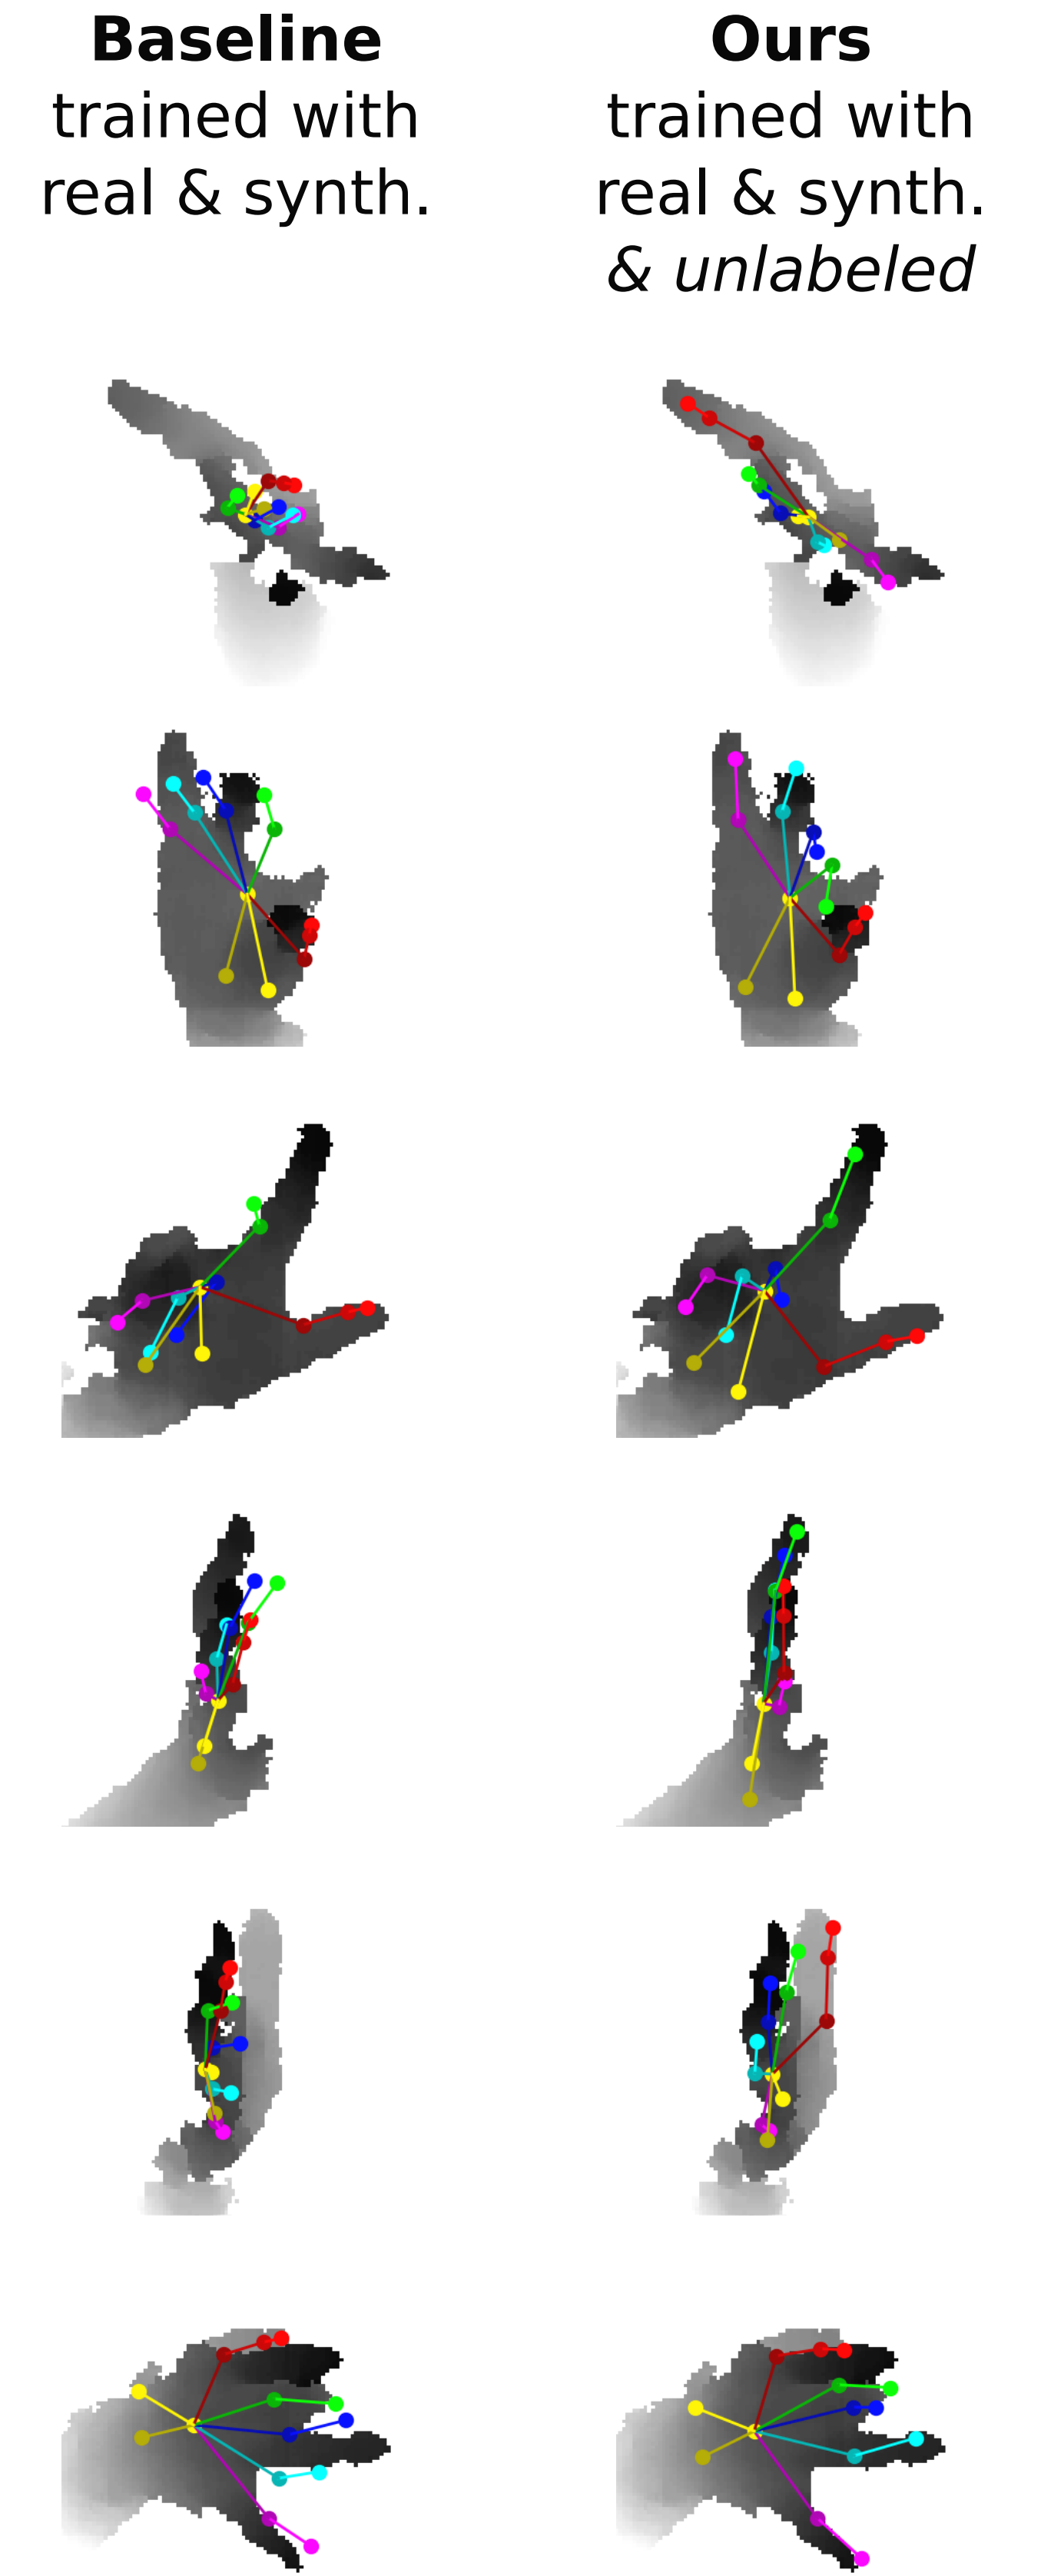 Baseline
trained with
real & synth.
Ours
trained with
real & synth.
& unlabeled